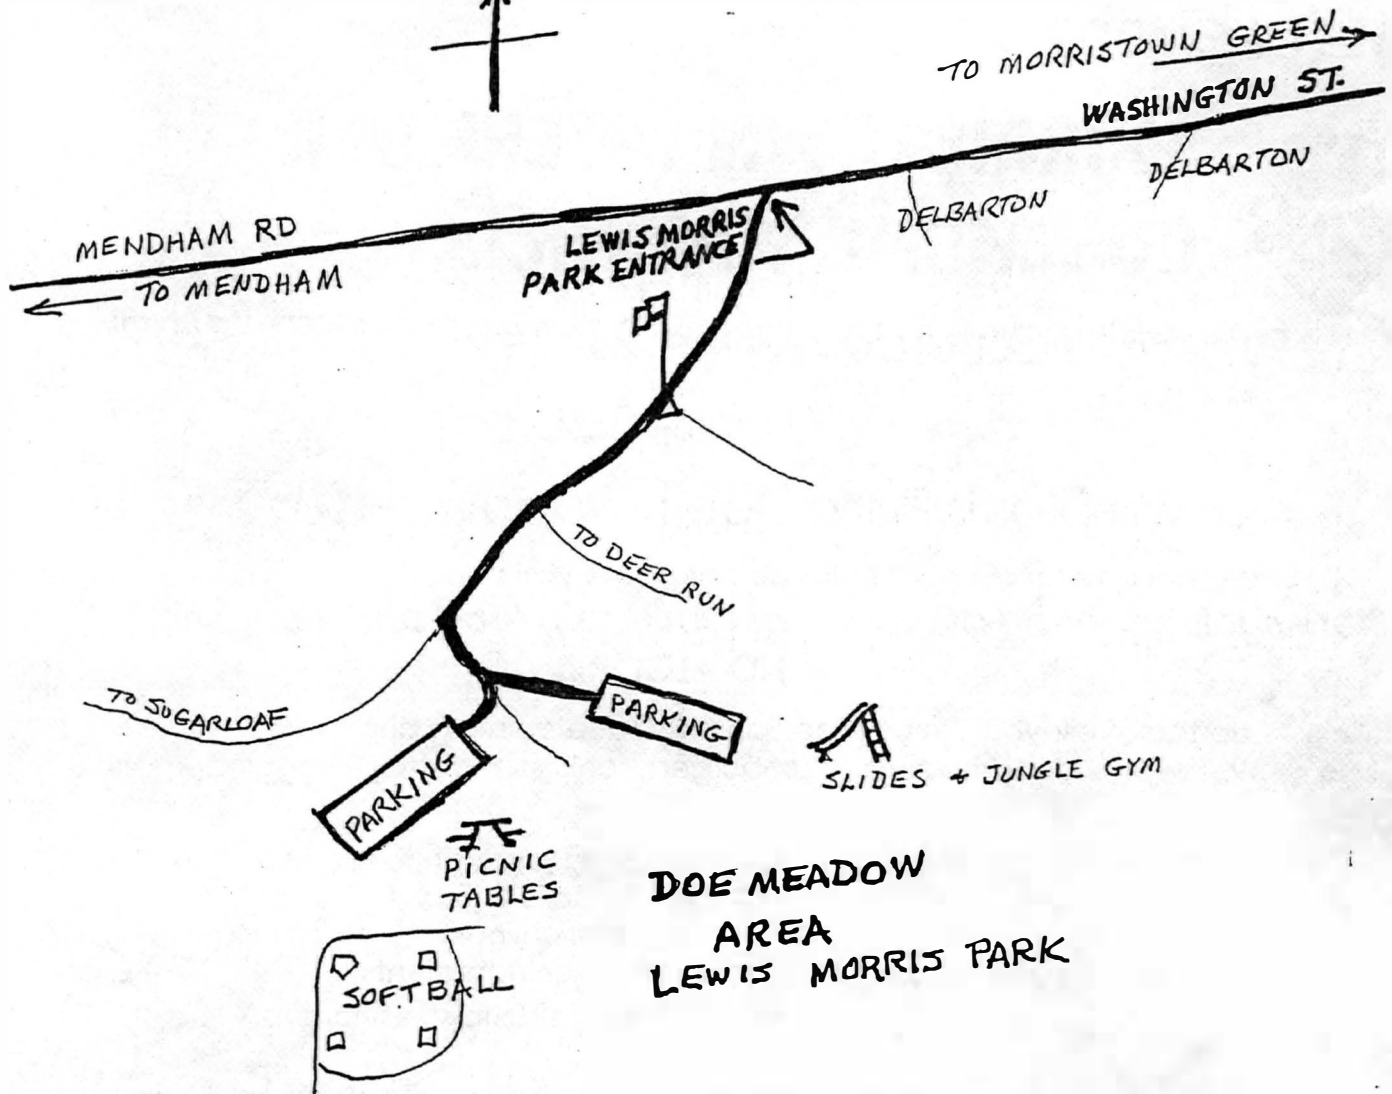 TO MORRISTOWN GREEN
WASHINGTON ST.
DELBARTON
DELBARTON
MENDHAM RD
TO MENDHAM
LEWIS MORRIS
PARK ENTRANCE
TO DEER RUN
TO SUGARLOAF
PARKING
PARKING
SLIDES + JUNGLE GYM
PICNIC
TABLES
DOE MEADOW
AREA
LEWIS MORRIS PARK
SOFTBALL